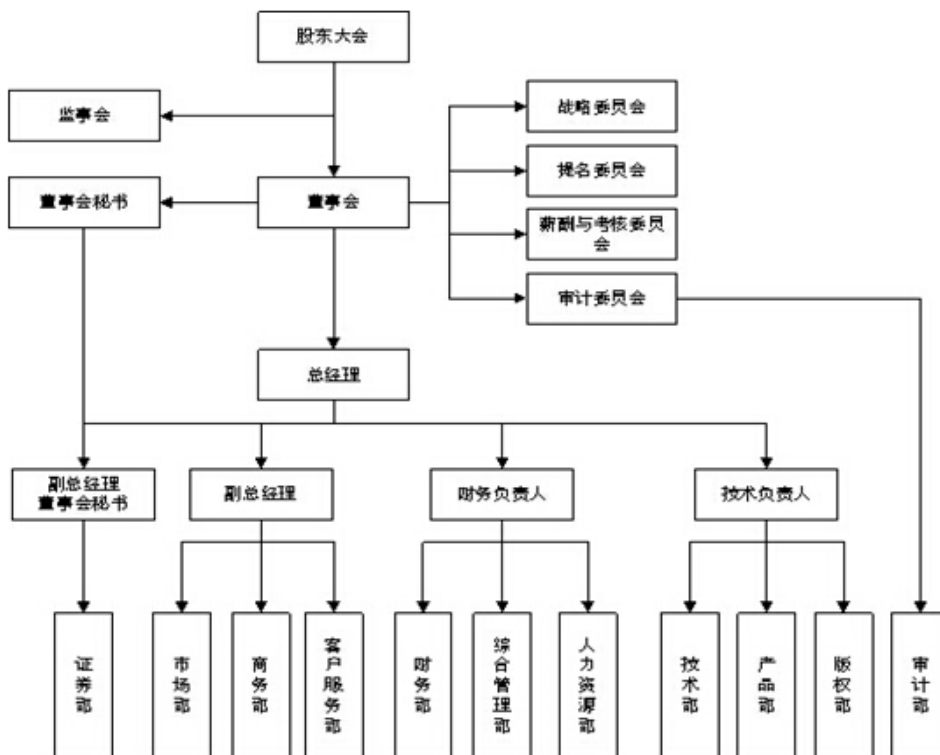 股东大会
监事会
战略委员会
提名委员会
董事会秘书
董事会
薪酬与考核委员
会
审计委员会
总经理
副总经理
董事会秘书
副总经理
财务负责人
技术负责人
证券部
市场部
商务部
客户服务部
财务部
综合管理部
人力资源部
技术部
产品部
版权部
审计部